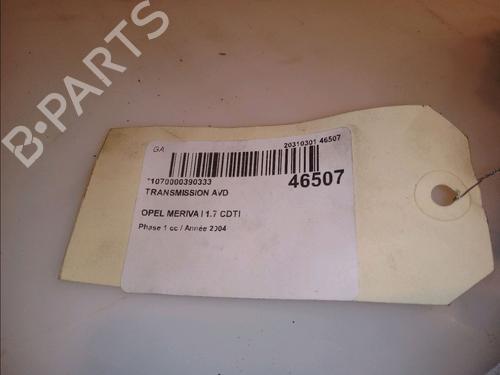 B-PARTS
GA
20310301 46507
*1070000390333
46507
TRANSMISSION AVD
OPEL MERIVA I 1.7 CDTI
Phase 1 cc / Année 2004